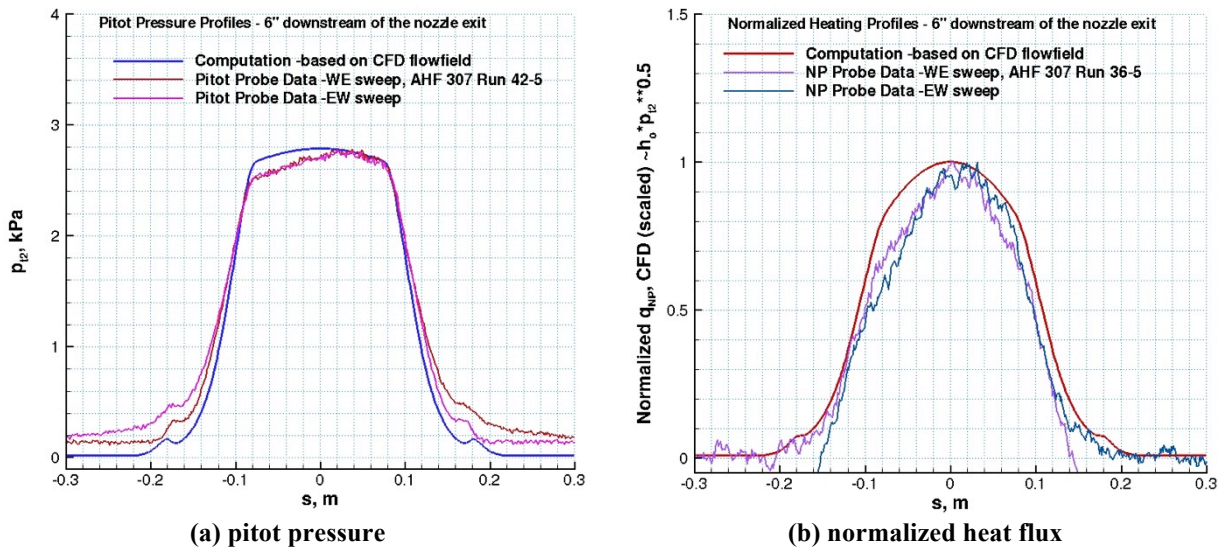 Pitot Pressure Profiles - 6" downstream of the nozzle exit
Computation -based on CFD flowfield
Pitot Probe Data -WE sweep, AHF 307 Run 42-5
Pitot Probe Data -EW sweep
4
3
2
1
0
p_t2, kPa
-0.3 -0.2 -0.1 0 0.1 0.2 0.3
s, m
(a) pitot pressure
Normalized Heating Profiles - 6" downstream of the nozzle exit
Computation -based on CFD flowfield
NP Probe Data -WE sweep, AHF 307 Run 36-5
NP Probe Data -EW sweep
1.5
1
0.5
0
Normalized q_NP, CFD (scaled) ~h_o*p_t2**0.5
-0.3 -0.2 -0.1 0 0.1 0.2 0.3
s, m
(b) normalized heat flux